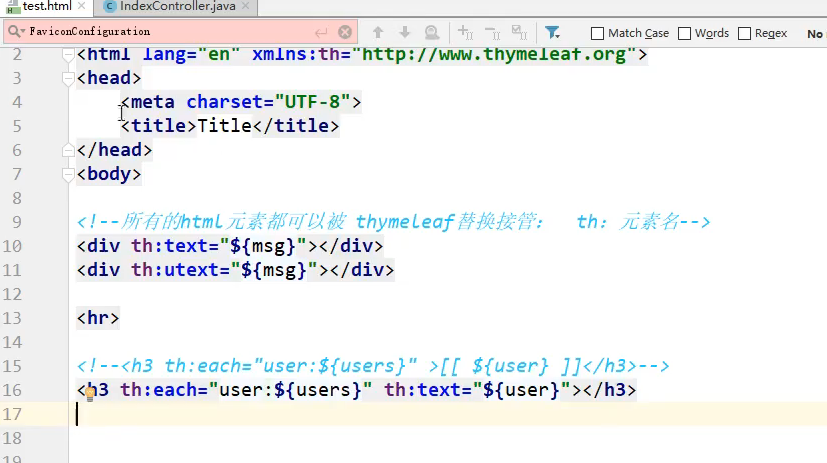 test.html IndexController.java
FaviconConfiguration Match Case Words Regex No
2 <html lang="en" xmlns:th="http://www.thymeleaf.org">
3 <head>
4 <meta charset="UTF-8">
5 <title>Title</title>
6 </head>
7 <body>
8
9 <!--所有的html元素都可以被 thymeleaf替换接管： th: 元素名-->
10 <div th:text="${msg}"></div>
11 <div th:utext="${msg}"></div>
12
13 <hr>
14
15 <!--<h3 th:each="user:${users}" >[[ ${user} ]]</h3>-->
16 <h3 th:each="user:${users}" th:text="${user}"></h3>
17
18
19